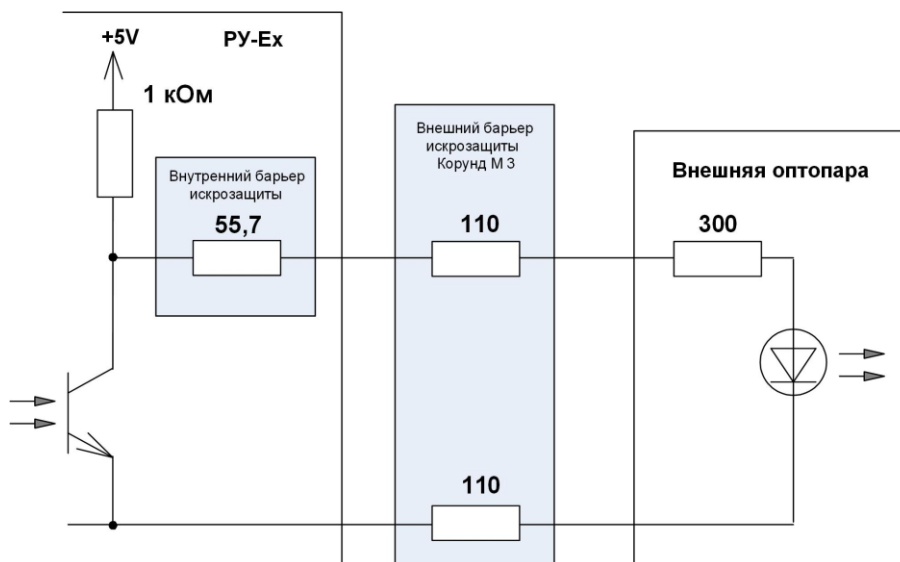 +5V
РУ-Ех
1 кОм
Внутренний барьер
искрозащиты
55,7
Внешний барьер
искрозащиты
Корунд М 3
110
Внешняя оптопара
300
110